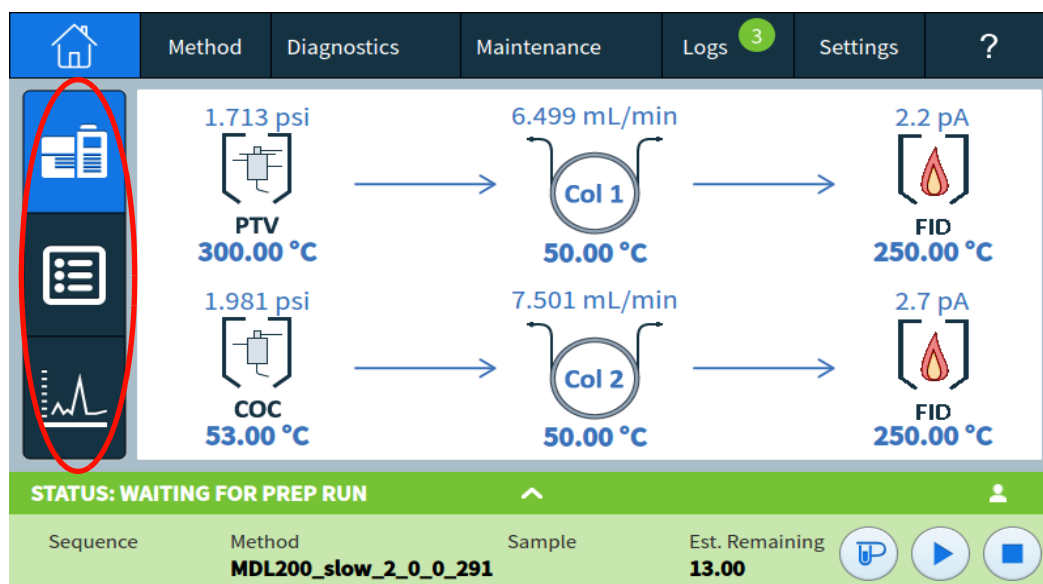 Method Diagnostics Maintenance Logs 3 Settings ?
1.713 psi 6.499 mL/min 2.2 pA
Col 1
PTV FID
300.00 °C 50.00 °C 250.00 °C
1.981 psi 7.501 mL/min 2.7 pA
Col 2
COC FID
53.00 °C 50.00 °C 250.00 °C
STATUS: WAITING FOR PREP RUN
Sequence Method Sample Est. Remaining
MDL200_slow_2_0_0_291 13.00